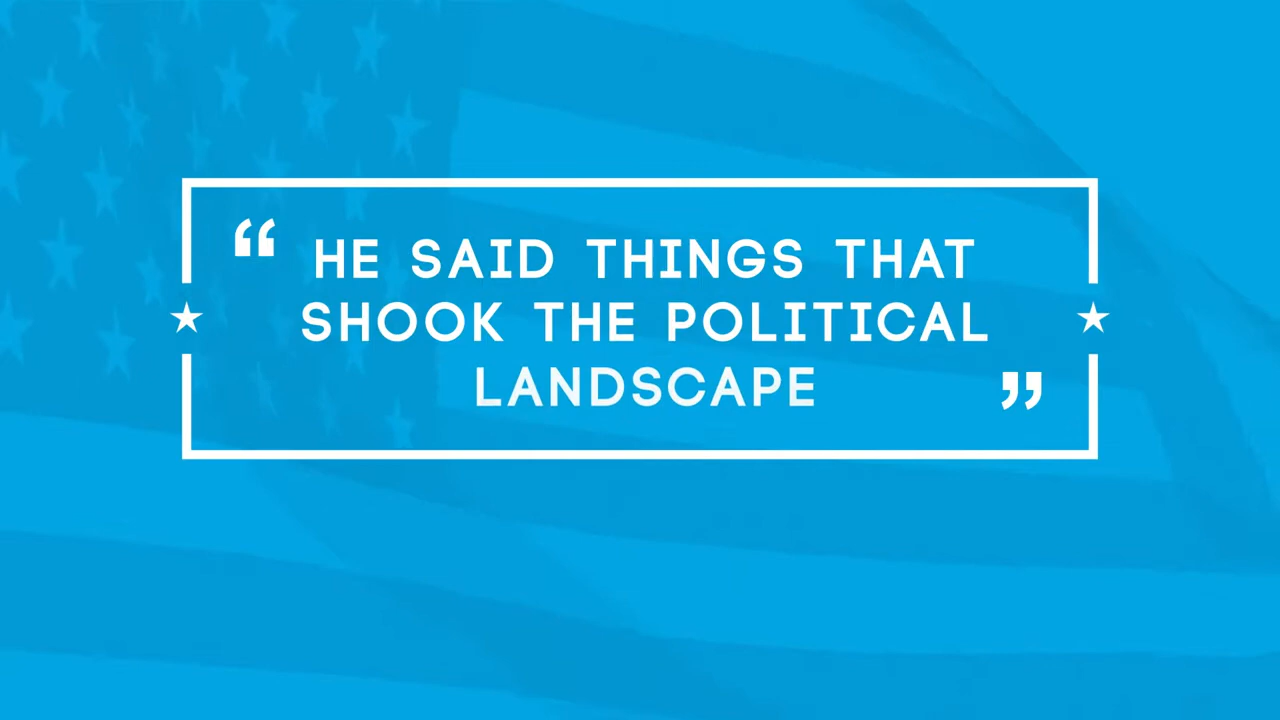 “ HE SAID THINGS THAT
SHOOK THE POLITICAL
LANDSCAPE ”